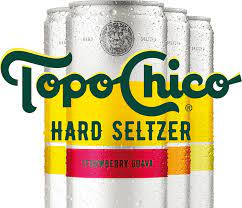 Topo Chico®
HARD SELTZER
STRAWBERRY GUAVA